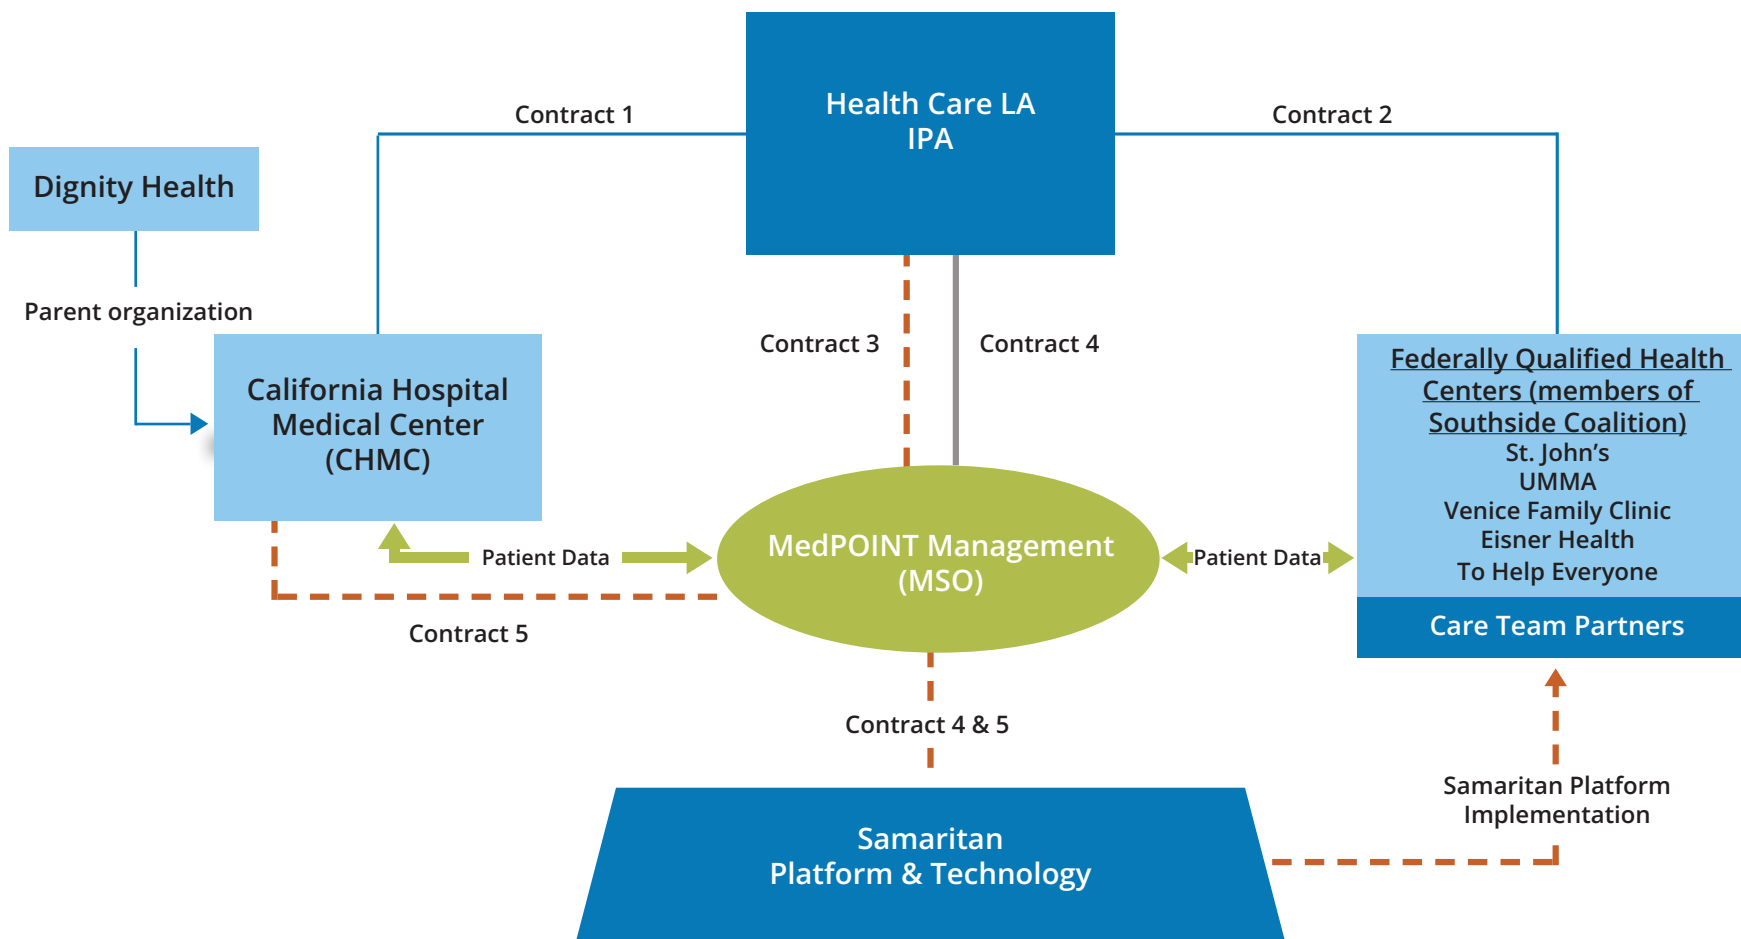 Health Care LA
IPA
Contract 1
Contract 2
Dignity Health
Parent organization
Contract 3
Contract 4
California Hospital
Medical Center
(CHMC)
Federally Qualified Health
Centers (members of
Southside Coalition)
St. John’s
UMMA
Venice Family Clinic
Eisner Health
To Help Everyone
Care Team Partners
Patient Data
MedPOINT Management
(MSO)
Patient Data
Contract 5
Contract 4 & 5
Samaritan Platform
Implementation
Samaritan
Platform & Technology